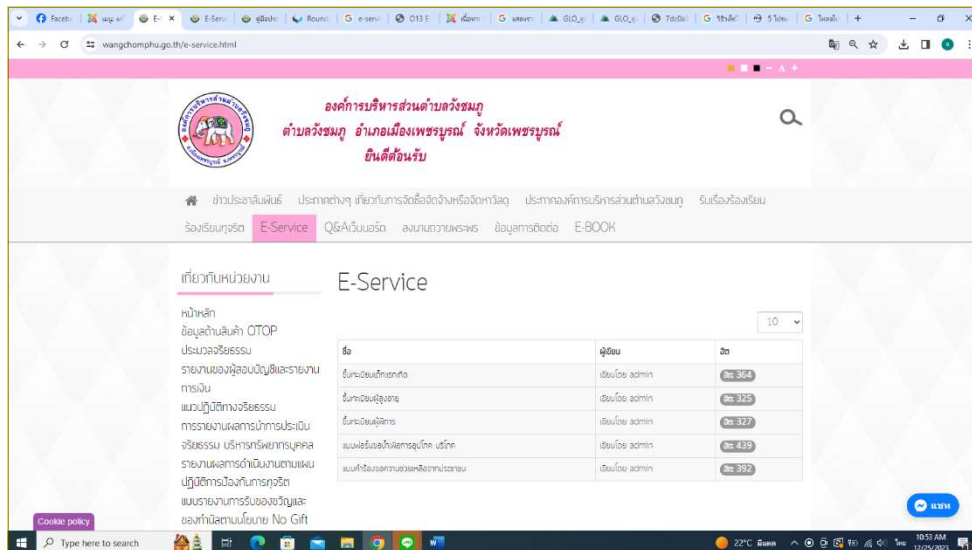 Faceb
E-Serv
Round
e-servi
O13 E
GLO_g
GLO_g
7dc0a
wangchomphu.go.th/e-service.html
A
องค์การบริหารส่วนตำบลวังชมภู
ตำบลวังชมภู อำเภอเมืองเพชรบูรณ์ จังหวัดเพชรบูรณ์
ยินดีต้อนรับ
ข่าวประชาสัมพันธ์ ประกาศต่างๆ เกี่ยวกับการจัดซื้อจัดจ้างหรือจัดหาวัสดุ ประกาศองค์การบริหารส่วนตำบลวังชมภู รับเรื่องร้องเรียน
ร้องเรียนทุจริต E-Service Q&Aเว็บบอร์ด ลงนามถวายพระพร ข้อมูลการติดต่อ E-BOOK
เกี่ยวกับหน่วยงาน
E-Service
หน้าหลัก
ข้อมูลด้านสินค้า OTOP
ประมวลจริยธรรม
รายงานของผู้สอบบัญชีและรายงาน
การเงิน
แนวปฏิบัติทางจริยธรรม
การรายงานผลการนำการประเมิน
จริยธรรม บริหารทรัพยากรบุคคล
รายงานผลการดำเนินงานตามแผน
ปฏิบัติการป้องกันการทุจริต
แบบรายงานการรับของขวัญและ
ของกำนัลตามนโยบาย No Gift
10
ชื่อ ผู้เขียน ฮิต
ขึ้นทะเบียนเด็กแรกเกิด เขียนโดย admin ฮิต: 364
ขึ้นทะเบียนผู้สูงอายุ เขียนโดย admin ฮิต: 325
ขึ้นทะเบียนผู้พิการ เขียนโดย admin ฮิต: 327
แบบฟอร์มขอน้ำเพื่อการอุปโภค บริโภค เขียนโดย admin ฮิต: 439
แบบคำร้องขอความช่วยเหลือจากประชาชน เขียนโดย admin ฮิต: 392
Cookie policy
แชท
Type here to search
22°C มีเมฆ
ไทย
10:53 AM
12/25/2023